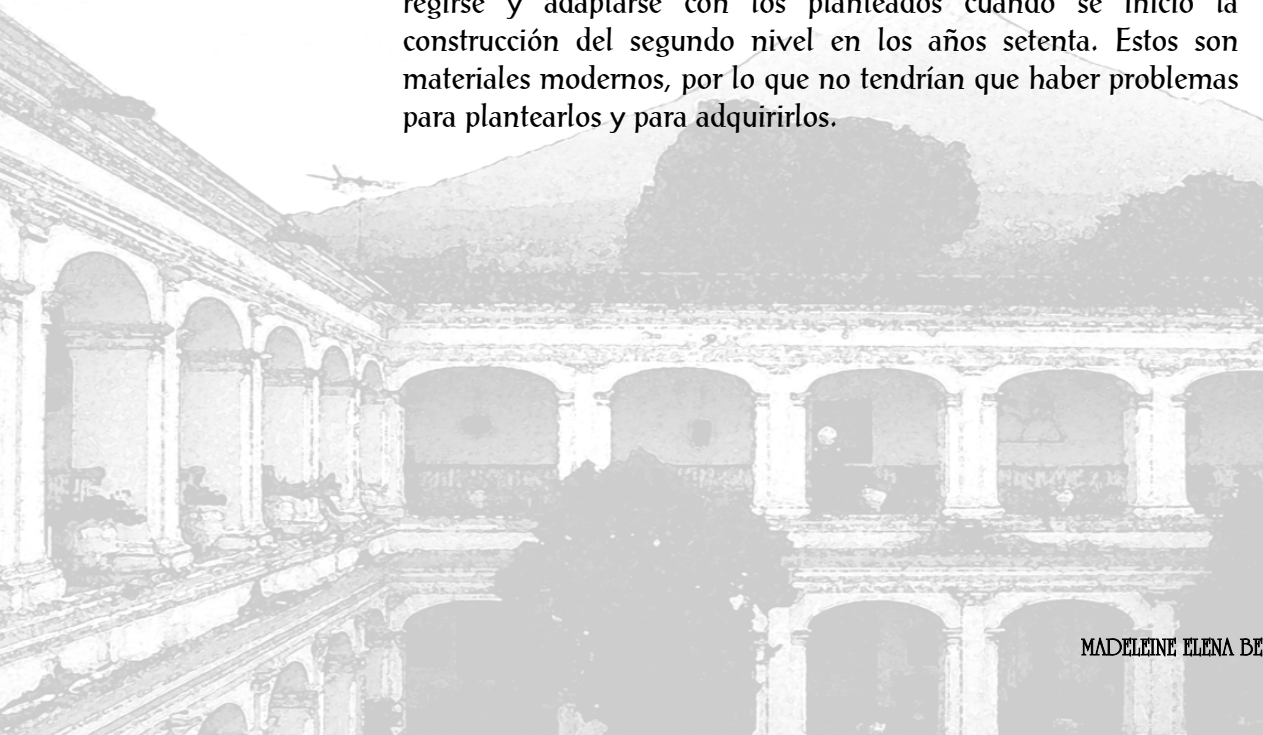 regirse y adaptarse con los planteados cuando se inició la
construcción del segundo nivel en los años setenta. Estos son
materiales modernos, por lo que no tendrían que haber problemas
para plantearlos y para adquirirlos.
MADELEINE ELENA BE